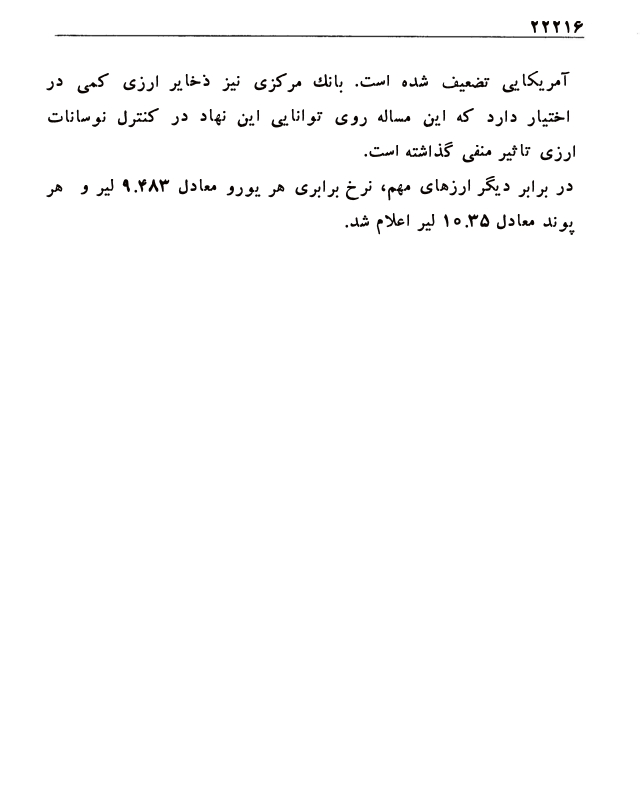 ۲۲۲۱۶
آمریکایی تضعیف شده است. بانك مرکزی نیز ذخایر ارزی کمی در
اختیار دارد که این مساله روی توانایی این نهاد در کنترل نوسانات
ارزی تاثیر منفی گذاشته است.
در برابر دیگر ارزهای مهم، نرخ برابری هر یورو معادل ۹.۴۸۳ لیر و هر
پوند معادل ۱۰.۳۵ لیر اعلام شد.